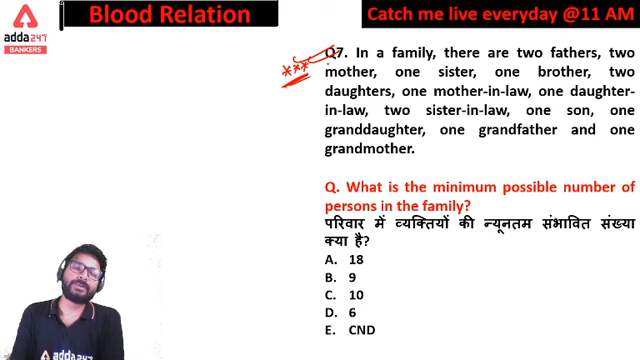 adda247
BANKERS
Blood Relation
Catch me live everyday @11 AM
Q7. In a family, there are two fathers, two
mother, one sister, one brother, two
daughters, one mother-in-law, one daughter-
in-law, two sister-in-law, one son, one
granddaughter, one grandfather and one
grandmother.
Q. What is the minimum possible number of
persons in the family?
परिवार में व्यक्तियों की न्यूनतम संभावित संख्या
क्या है?
A. 18
B. 9
C. 10
D. 6
E. CND
adda247